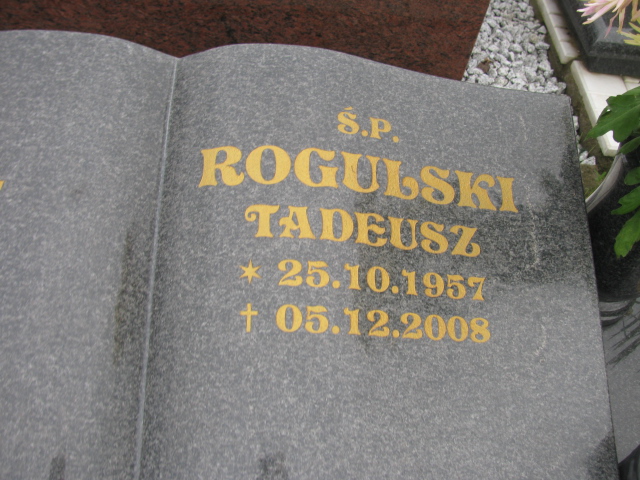 Ś.P.
ROGULSKI
TADEUSZ
✶ 25.10.1957
† 05.12.2008